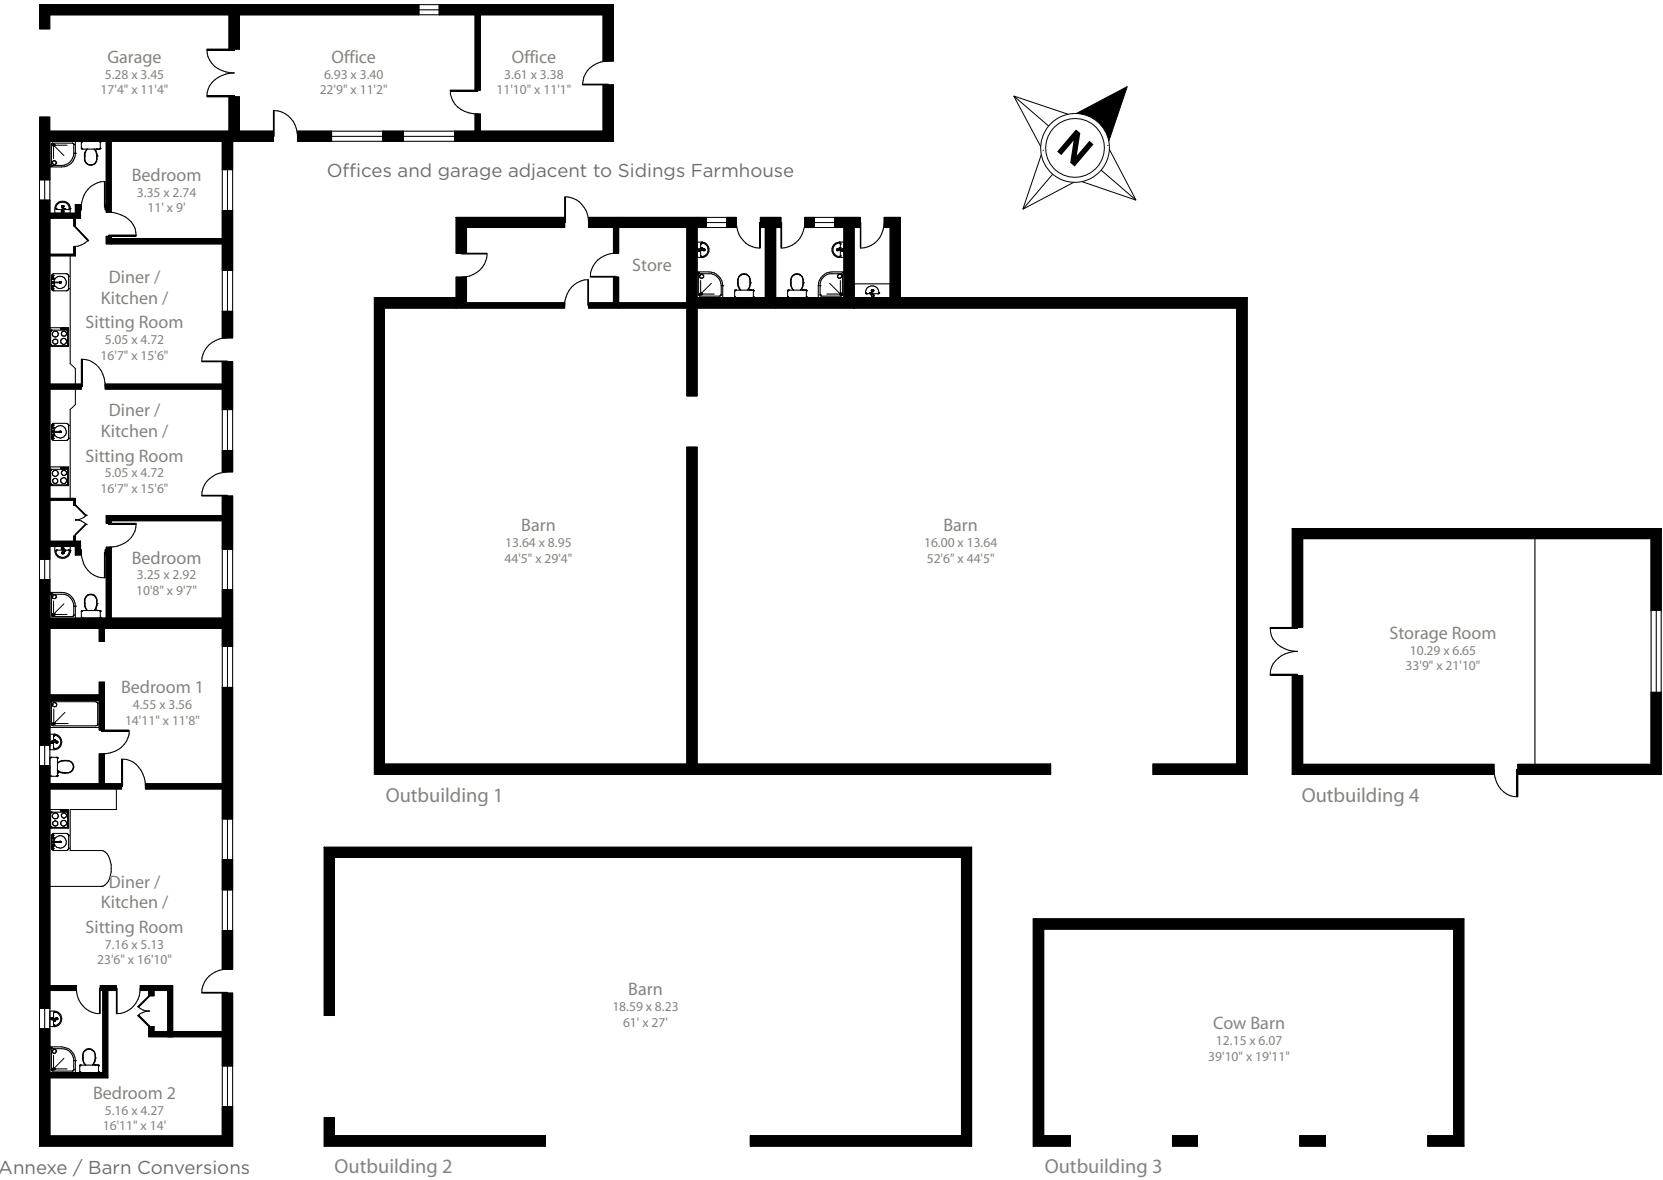 Garage
5.28 x 3.45
17'4" x 11'4"
Office
6.93 x 3.40
22'9" x 11'2"
Office
3.61 x 3.38
11'10" x 11'1"
Offices and garage adjacent to Sidings Farmhouse
N
Bedroom
3.35 x 2.74
11' x 9'
Diner /
Kitchen /
Sitting Room
5.05 x 4.72
16'7" x 15'6"
Diner /
Kitchen /
Sitting Room
5.05 x 4.72
16'7" x 15'6"
Bedroom
3.25 x 2.92
10'8" x 9'7"
Bedroom 1
4.55 x 3.56
14'11" x 11'8"
Diner /
Kitchen /
Sitting Room
7.16 x 5.13
23'6" x 16'10"
Bedroom 2
5.16 x 4.27
16'11" x 14'
Annexe / Barn Conversions
Store
Barn
13.64 x 8.95
44'5" x 29'4"
Barn
16.00 x 13.64
52'6" x 44'5"
Outbuilding 1
Storage Room
10.29 x 6.65
33'9" x 21'10"
Outbuilding 4
Barn
18.59 x 8.23
61' x 27'
Outbuilding 2
Cow Barn
12.15 x 6.07
39'10" x 19'11"
Outbuilding 3